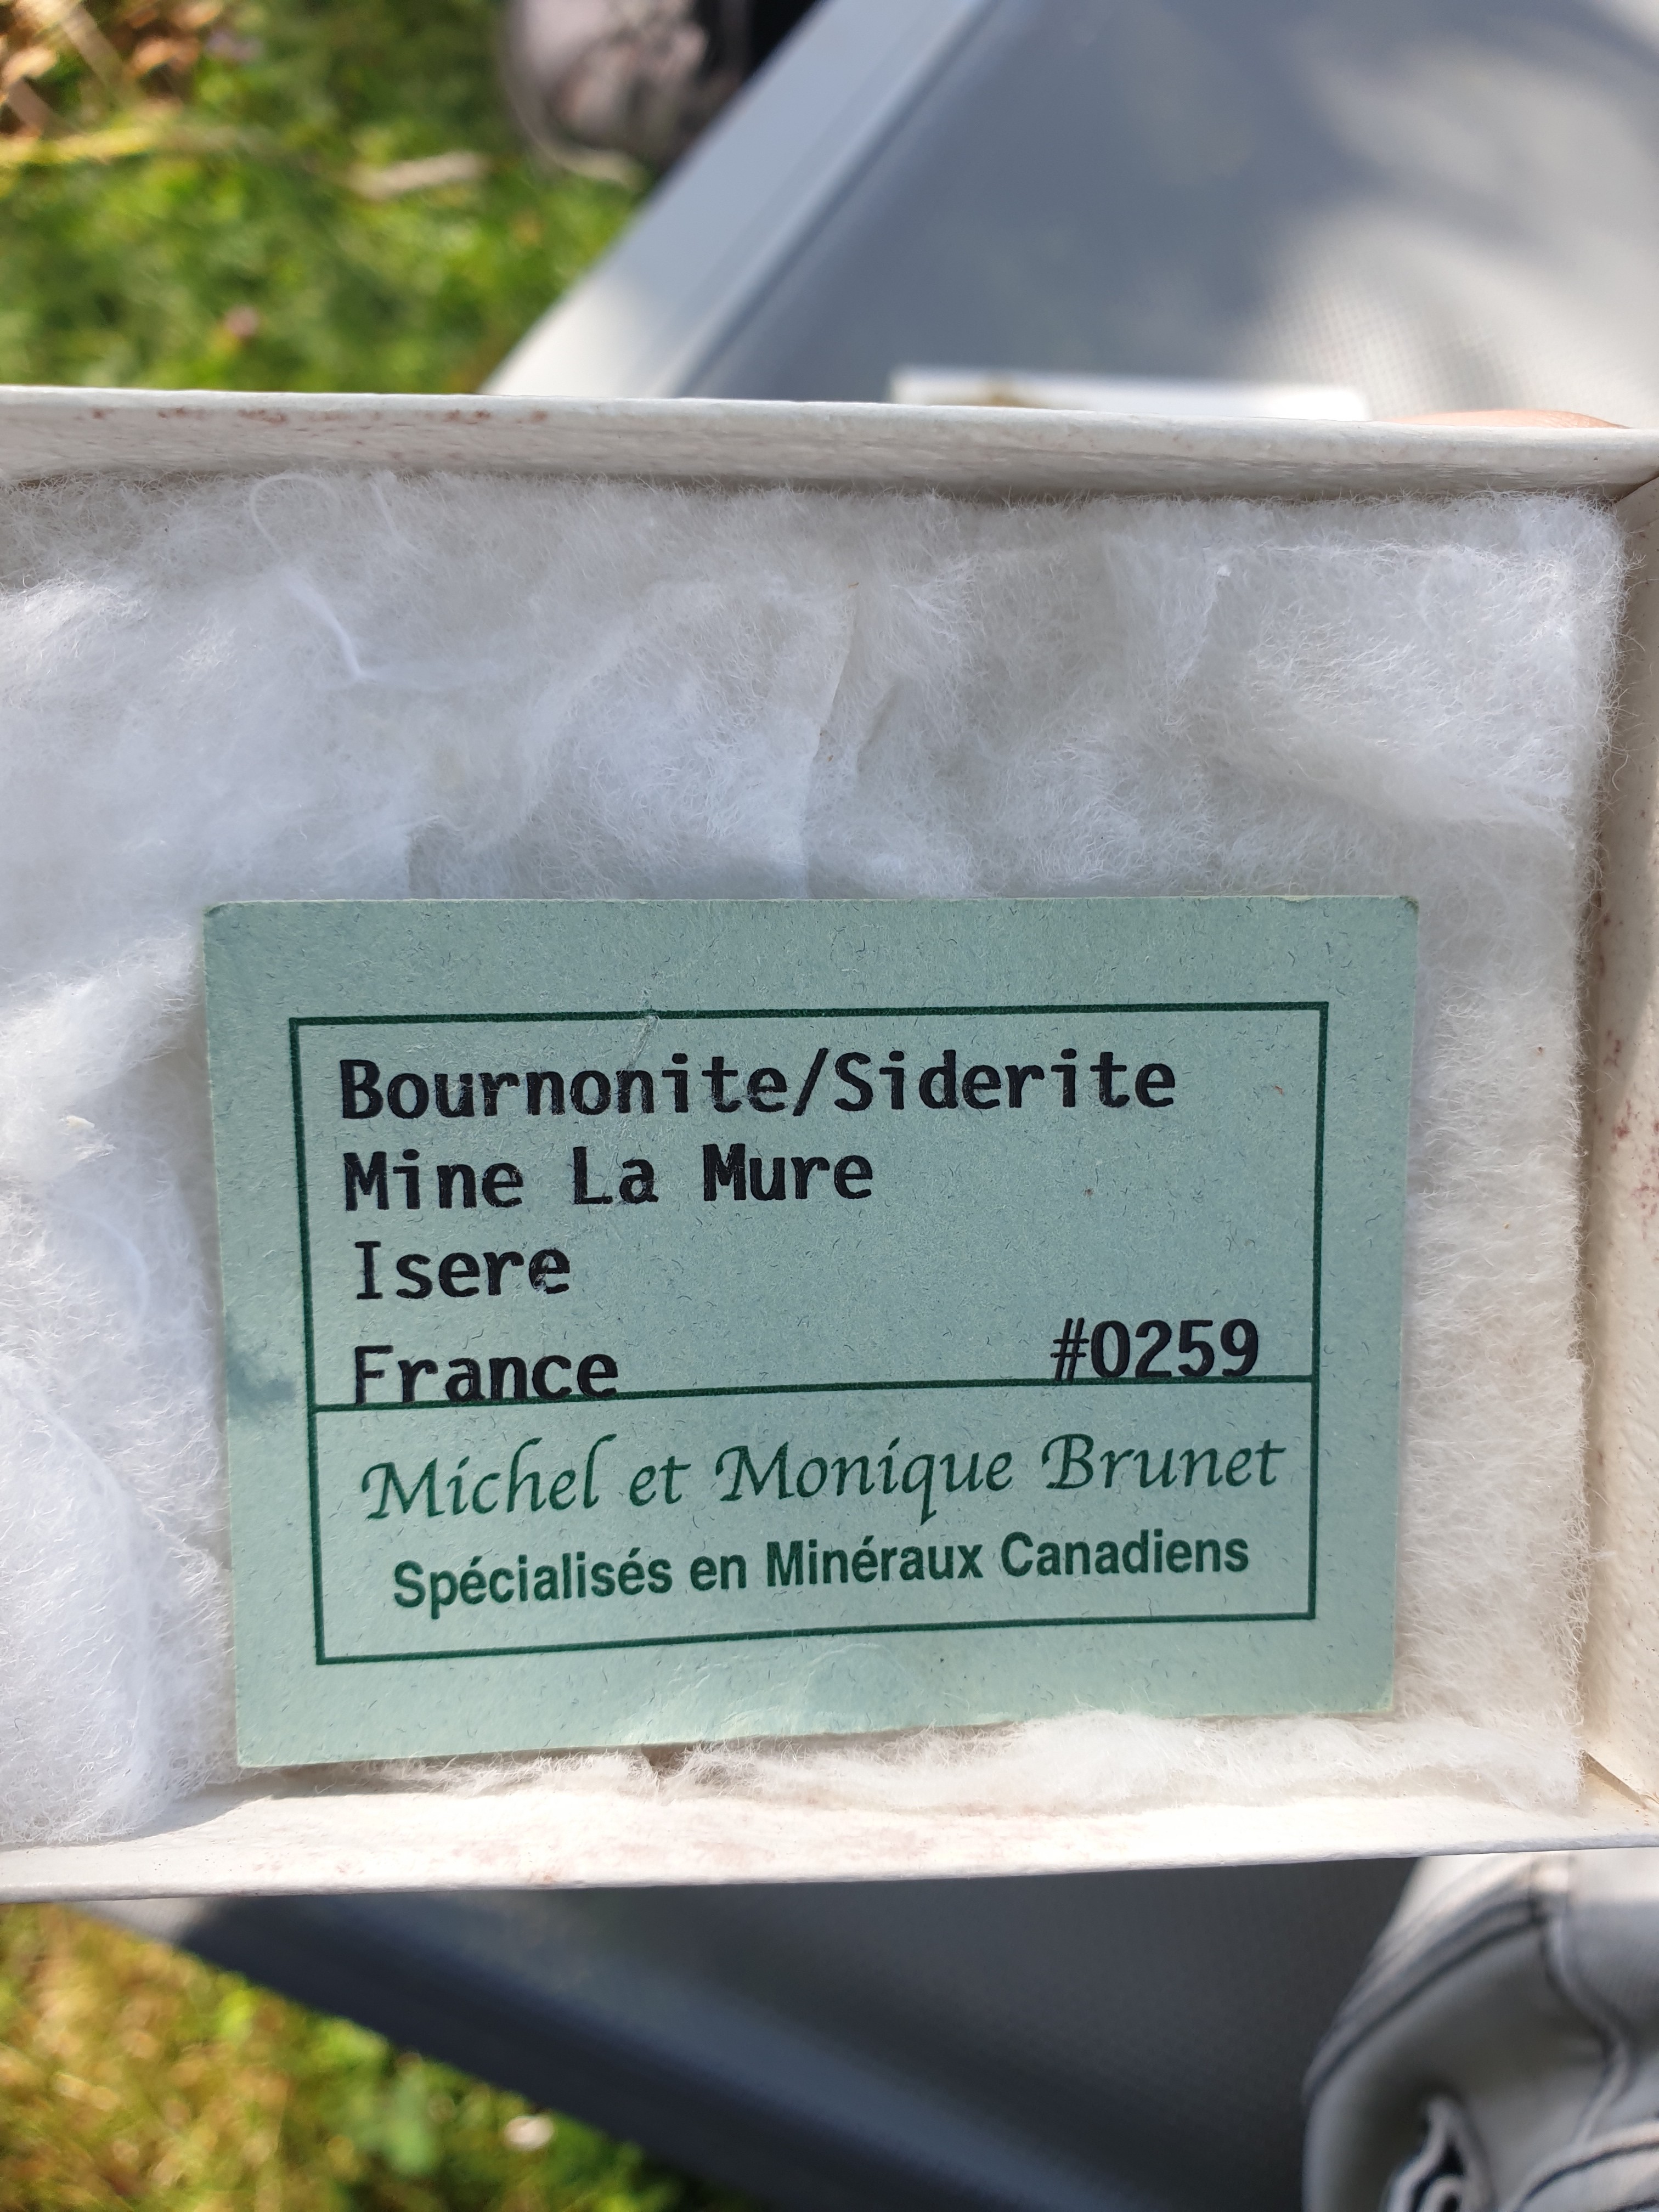 Bournonite/Siderite
Mine La Mure
Isere
France #0259
Michel et Monique Brunet
Spécialisés en Minéraux Canadiens